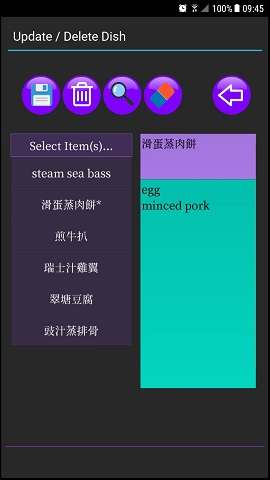 100% 09:45
Update / Delete Dish
Select Item(s)...
steam sea bass
滑蛋蒸肉餅*
煎牛扒
瑞士汁雞翼
翠塘豆腐
豉汁蒸排骨
滑蛋蒸肉餅
egg
minced pork